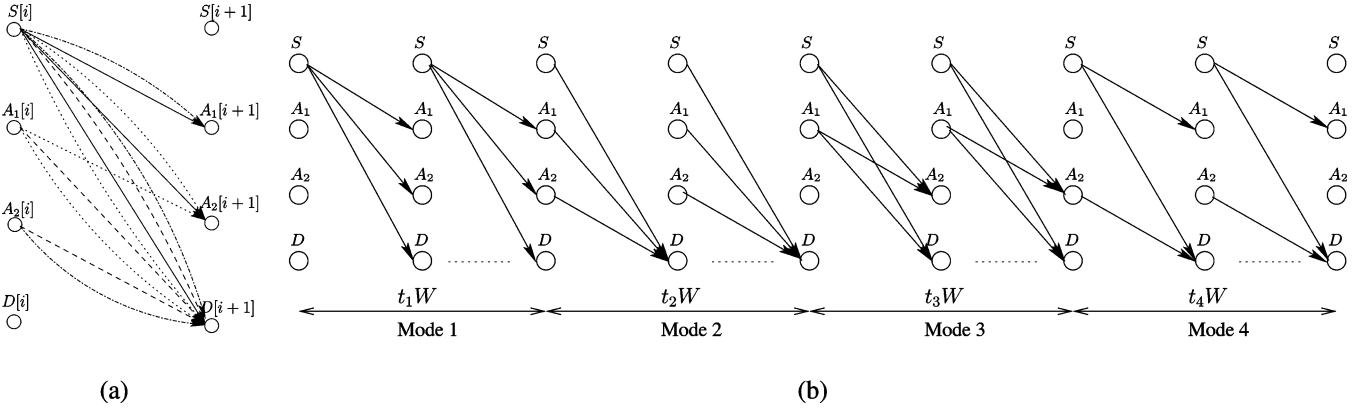 S[i] S[i+1]
A₁[i] A₁[i+1]
A₂[i] A₂[i+1]
D[i] D[i+1]
(a)
S S S S S S S S S
A₁ A₁ A₁ A₁ A₁ A₁ A₁ A₁ A₁
A₂ A₂ A₂ A₂ A₂ A₂ A₂ A₂ A₂
D D D D D D D D D
t₁W t₂W t₃W t₄W
Mode 1 Mode 2 Mode 3 Mode 4
(b)